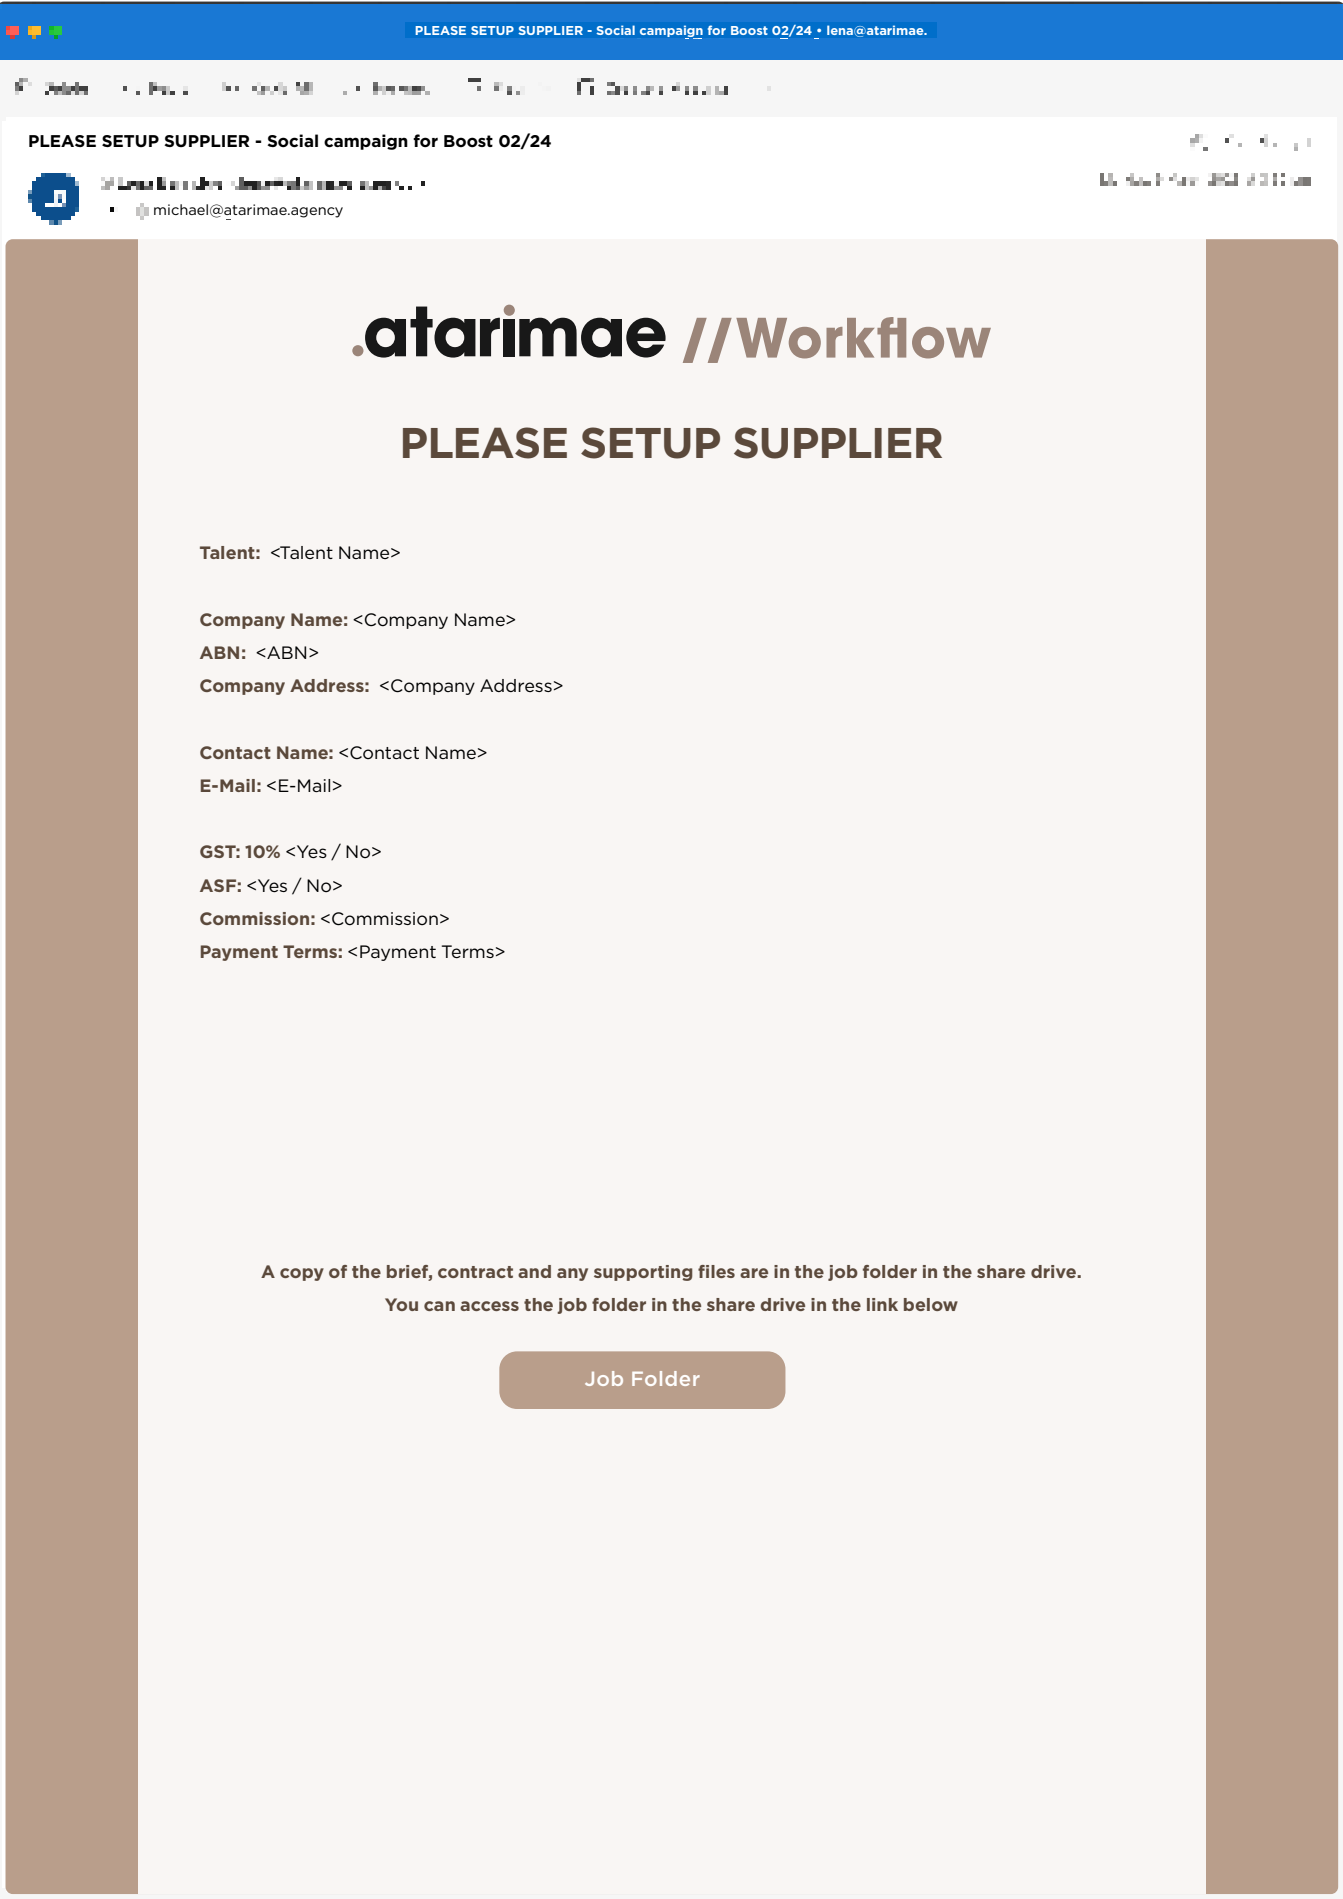 PLEASE SETUP SUPPLIER - Social campaign for Boost 02/24 • lena@atarimae.
PLEASE SETUP SUPPLIER - Social campaign for Boost 02/24
michael@atarimae.agency
.atarimae //Workflow
PLEASE SETUP SUPPLIER
Talent: <Talent Name>
Company Name: <Company Name>
ABN: <ABN>
Company Address: <Company Address>
Contact Name: <Contact Name>
E-Mail: <E-Mail>
GST: 10% <Yes / No>
ASF: <Yes / No>
Commission: <Commission>
Payment Terms: <Payment Terms>
A copy of the brief, contract and any supporting files are in the job folder in the share drive.
You can access the job folder in the share drive in the link below
Job Folder